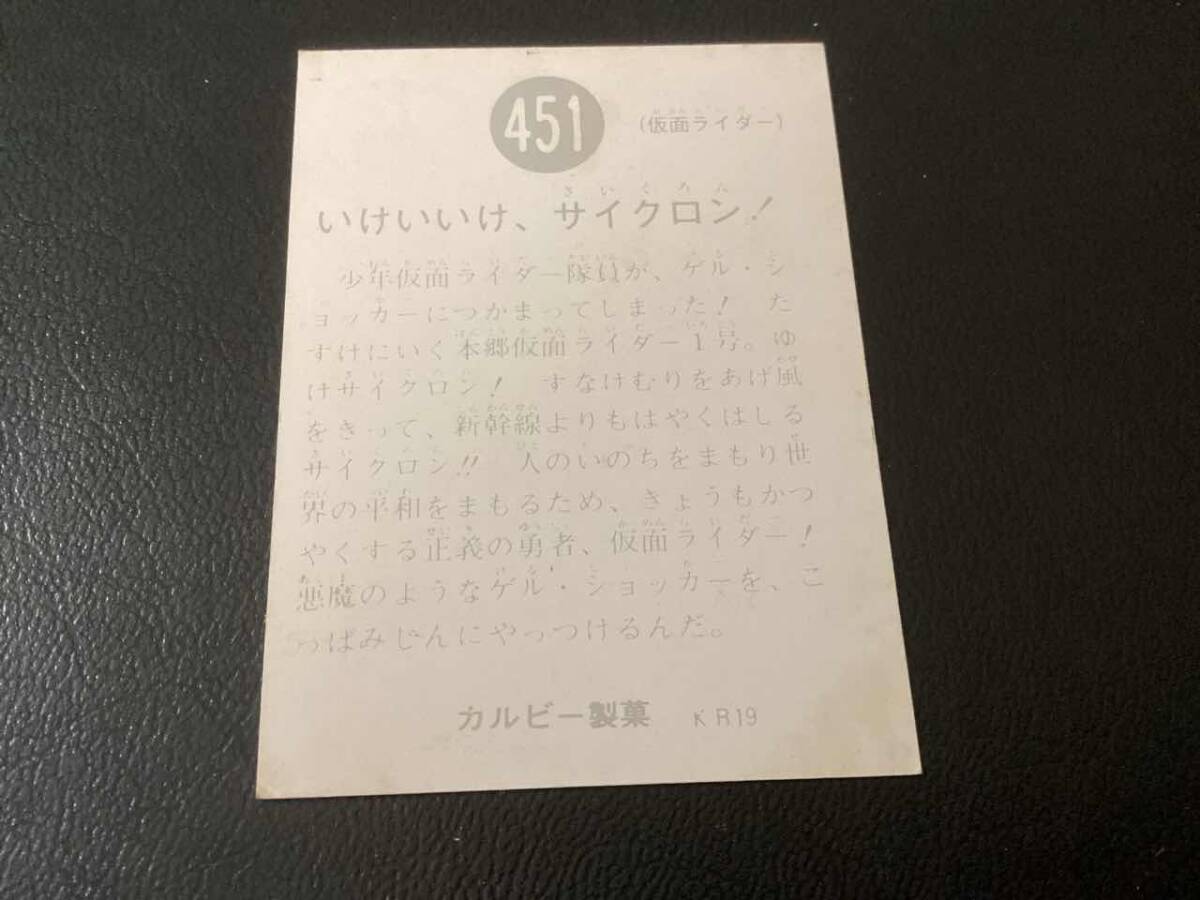 451
(仮面ライダー)
さいくろん
いけいいけ、サイクロン!
少年仮面ライダー隊員が、ゲル・シ
ョッカーにつかまってしまった! た
すけにいく本郷仮面ライダー1号。ゆ
けサイクロン! すなけむりをあげ風
をきって、新幹線よりもはやくはしる
サイクロン!! 人のいのちをまもり世
界の平和をまもるため、きょうもかつ
やくする正義の勇者、仮面ライダー!
悪魔のようなゲル・ショッカーを、こ
っぱみじんにやっつけるんだ。
カルビー製菓 KR19